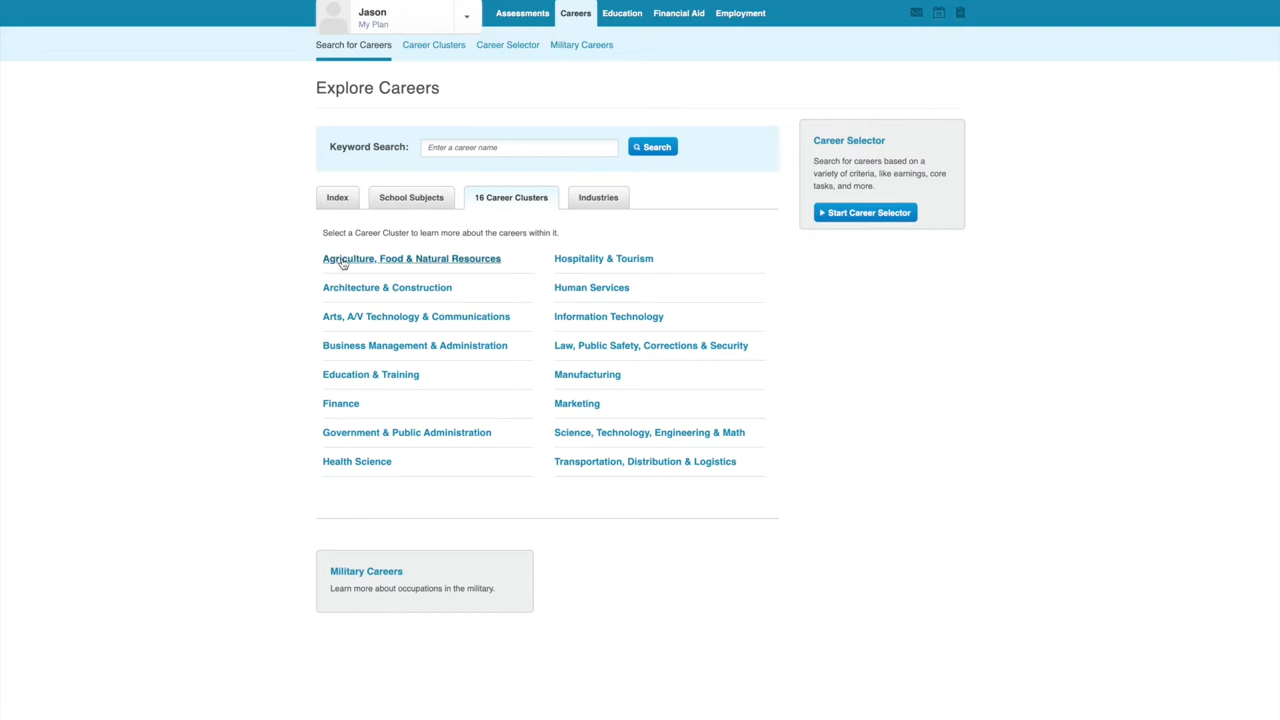 Jason
My Plan
Assessments
Careers
Education
Financial Aid
Employment
Search for Careers
Career Clusters
Career Selector
Military Careers
Explore Careers
Keyword Search:
Enter a career name
Search
Index
School Subjects
16 Career Clusters
Industries
Select a Career Cluster to learn more about the careers within it.
Agriculture, Food & Natural Resources
Architecture & Construction
Arts, A/V Technology & Communications
Business Management & Administration
Education & Training
Finance
Government & Public Administration
Health Science
Hospitality & Tourism
Human Services
Information Technology
Law, Public Safety, Corrections & Security
Manufacturing
Marketing
Science, Technology, Engineering & Math
Transportation, Distribution & Logistics
Career Selector
Search for careers based on a
variety of criteria, like earnings, core
tasks, and more.
Start Career Selector
Military Careers
Learn more about occupations in the military.